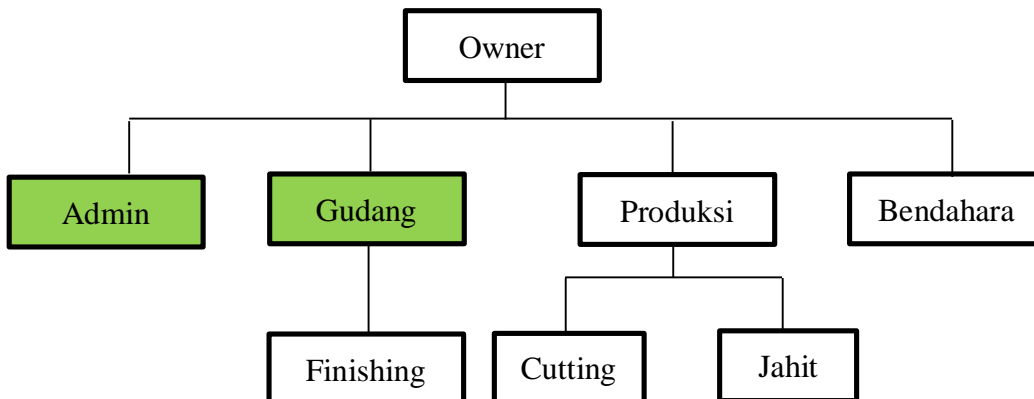 Owner
Admin
Gudang
Produksi
Bendahara
Finishing
Cutting
Jahit